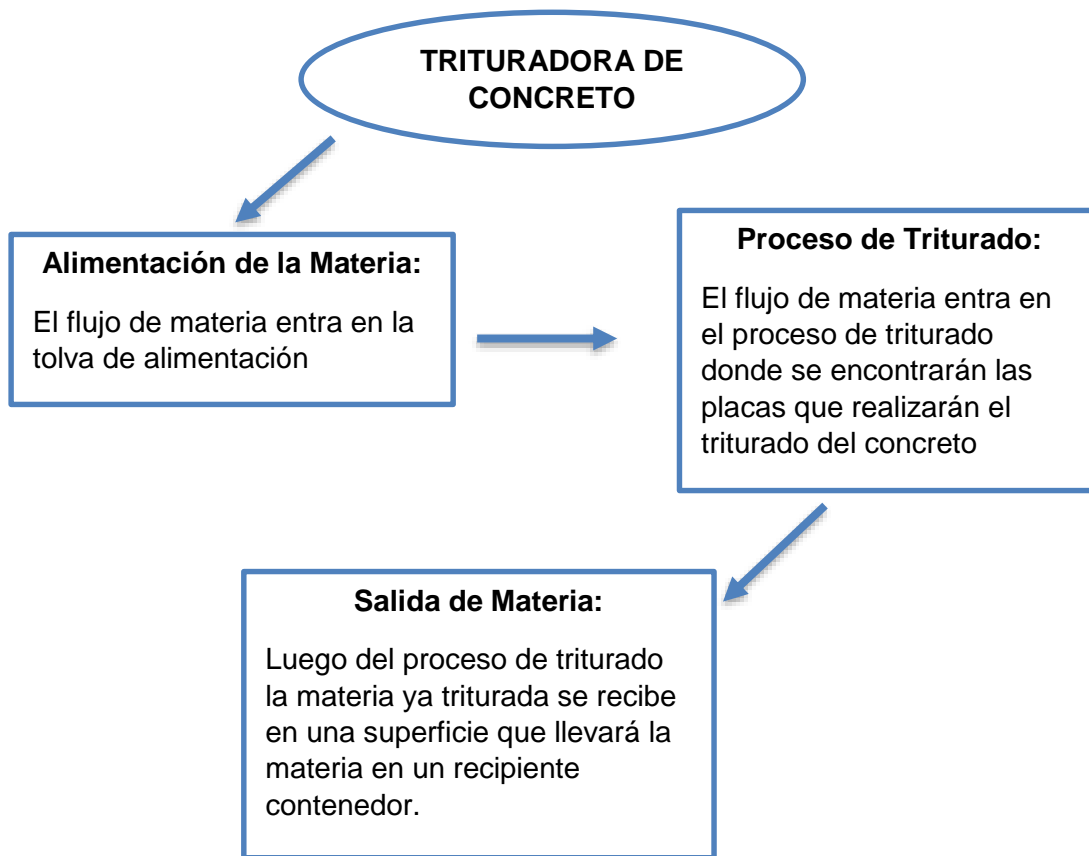 TRITURADORA DE
CONCRETO
Alimentación de la Materia:
El flujo de materia entra en la
tolva de alimentación
Proceso de Triturado:
El flujo de materia entra en
el proceso de triturado
donde se encontrarán las
placas que realizarán el
triturado del concreto
Salida de Materia:
Luego del proceso de triturado
la materia ya triturada se recibe
en una superficie que llevará la
materia en un recipiente
contenedor.